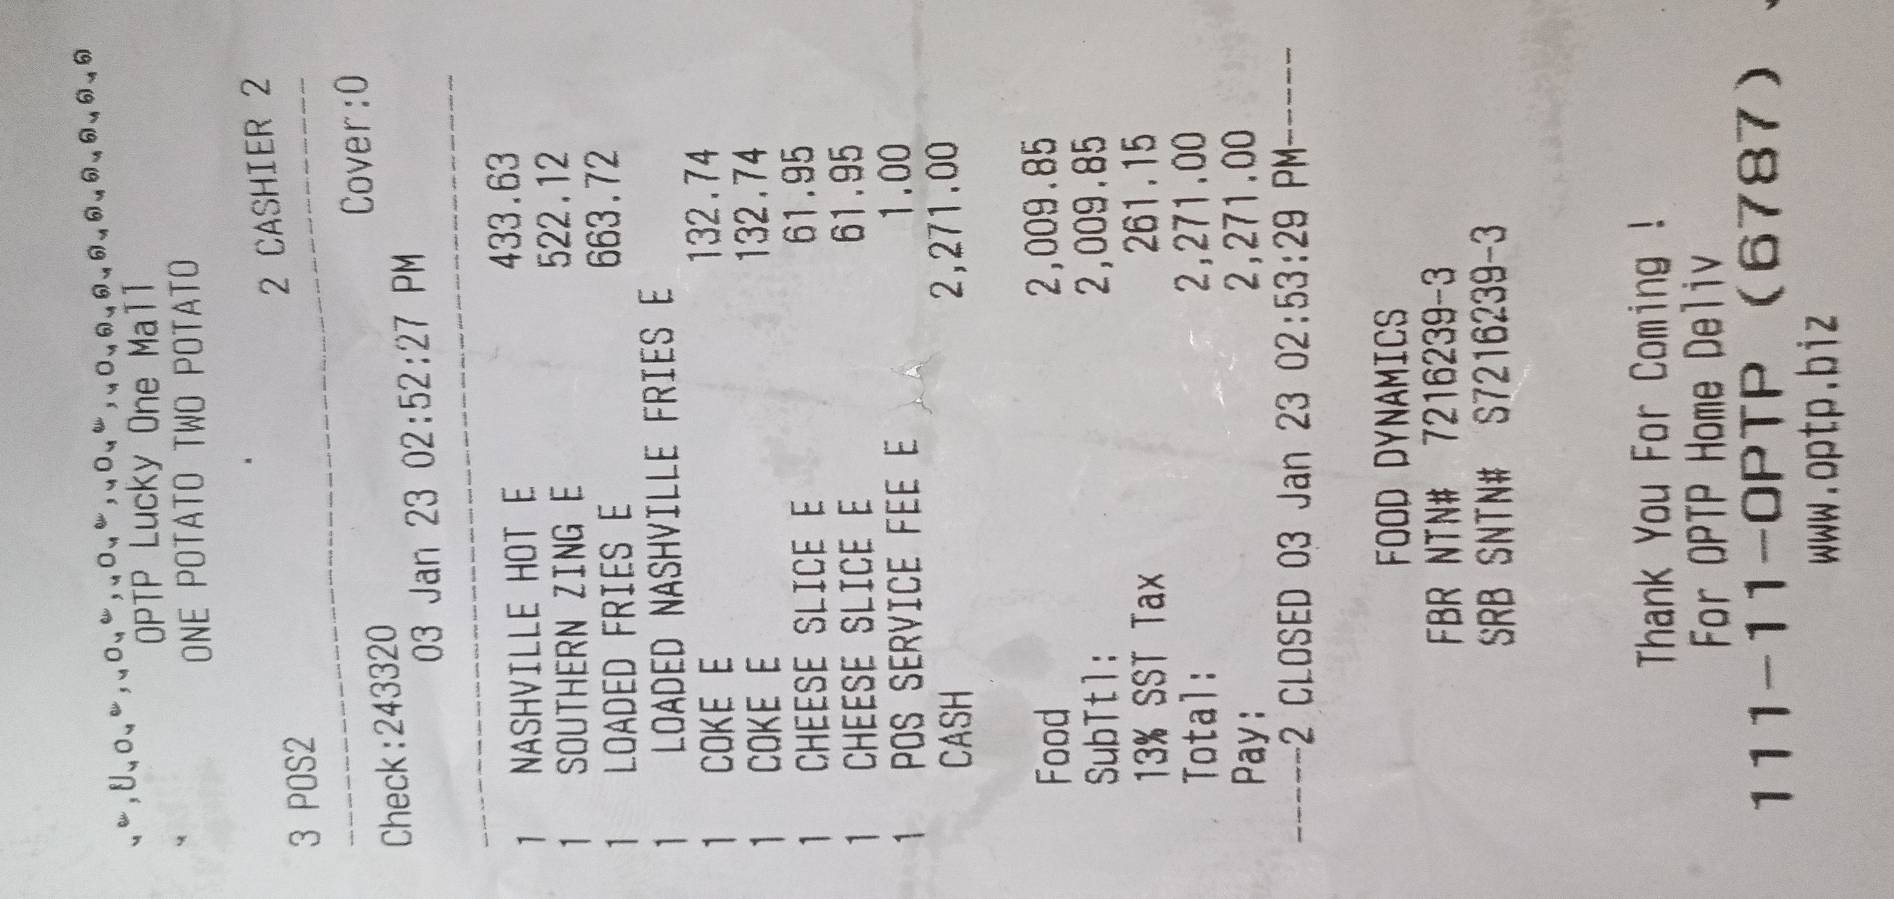 OPTP Lucky One Mall
ONE POTATO TWO POTATO
3 POS2 2 CASHIER 2
Check:243320 Cover:0
03 Jan 23 02:52:27 PM
1 NASHVILLE HOT E 433.63
1 SOUTHERN ZING E 522.12
1 LOADED FRIES E 663.72
1 LOADED NASHVILLE FRIES E
1 COKE E 132.74
1 COKE E 132.74
1 CHEESE SLICE E 61.95
1 CHEESE SLICE E 61.95
1 POS SERVICE FEE E 1.00
CASH 2,271.00
Food 2,009.85
SubTtl: 2,009.85
13% SST Tax 261.15
Total: 2,271.00
Pay: 2,271.00
-----2 CLOSED 03 Jan 23 02:53:29 PM-----
FOOD DYNAMICS
FBR NTN# 7216239-3
SRB SNTN# S7216239-3
Thank You For Coming !
For OPTP Home Deliv
111-11-OPTP (6787)
www.optp.biz